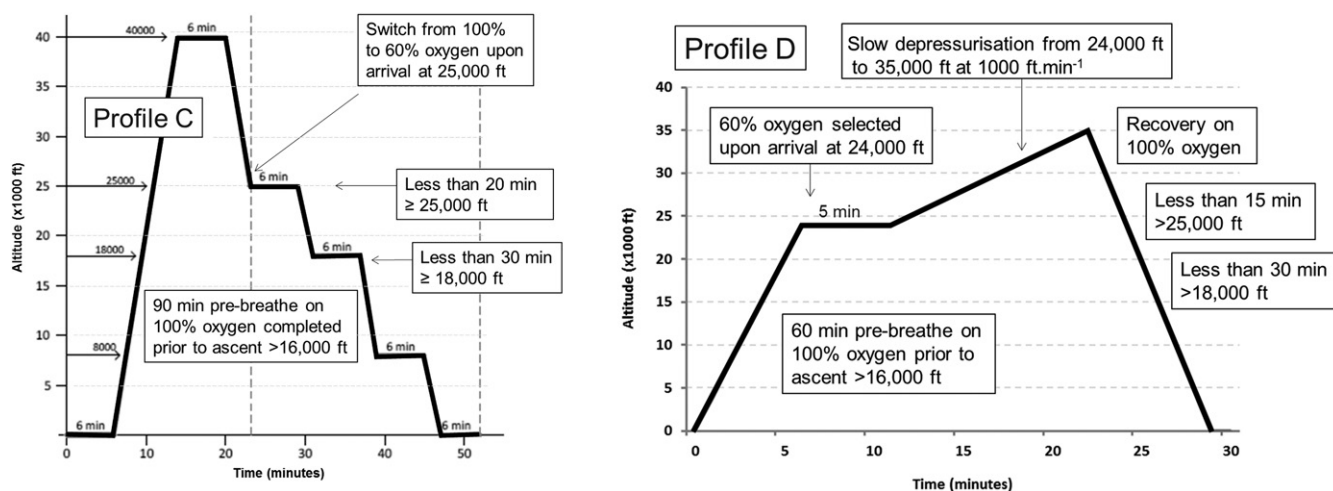 Profile C
Altitude (x1000 ft)
40
35
30
25
20
15
10
5
40000
25000
18000
8000
6 min
6 min
6 min
6 min
6 min
6 min
Switch from 100%
to 60% oxygen upon
arrival at 25,000 ft
Less than 20 min
≥ 25,000 ft
Less than 30 min
≥ 18,000 ft
90 min pre-breathe on
100% oxygen completed
prior to ascent >16,000 ft
0 10 20 30 40 50
Time (minutes)
Profile D
Slow depressurisation from 24,000 ft
to 35,000 ft at 1000 ft.min-1
60% oxygen selected
upon arrival at 24,000 ft
Recovery on
100% oxygen
5 min
Less than 15 min
>25,000 ft
Less than 30 min
>18,000 ft
60 min pre-breathe on
100% oxygen prior to
ascent >16,000 ft
Altitude (x1000 ft)
40
35
30
25
20
15
10
5
0
0 5 10 15 20 25 30
Time (minutes)